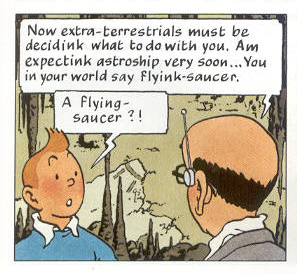 Now extra-terrestrials must be
decidink what to do with you. Am
expectink astroship very soon...You
in your world say flyink-saucer.
A flying-
saucer ?!